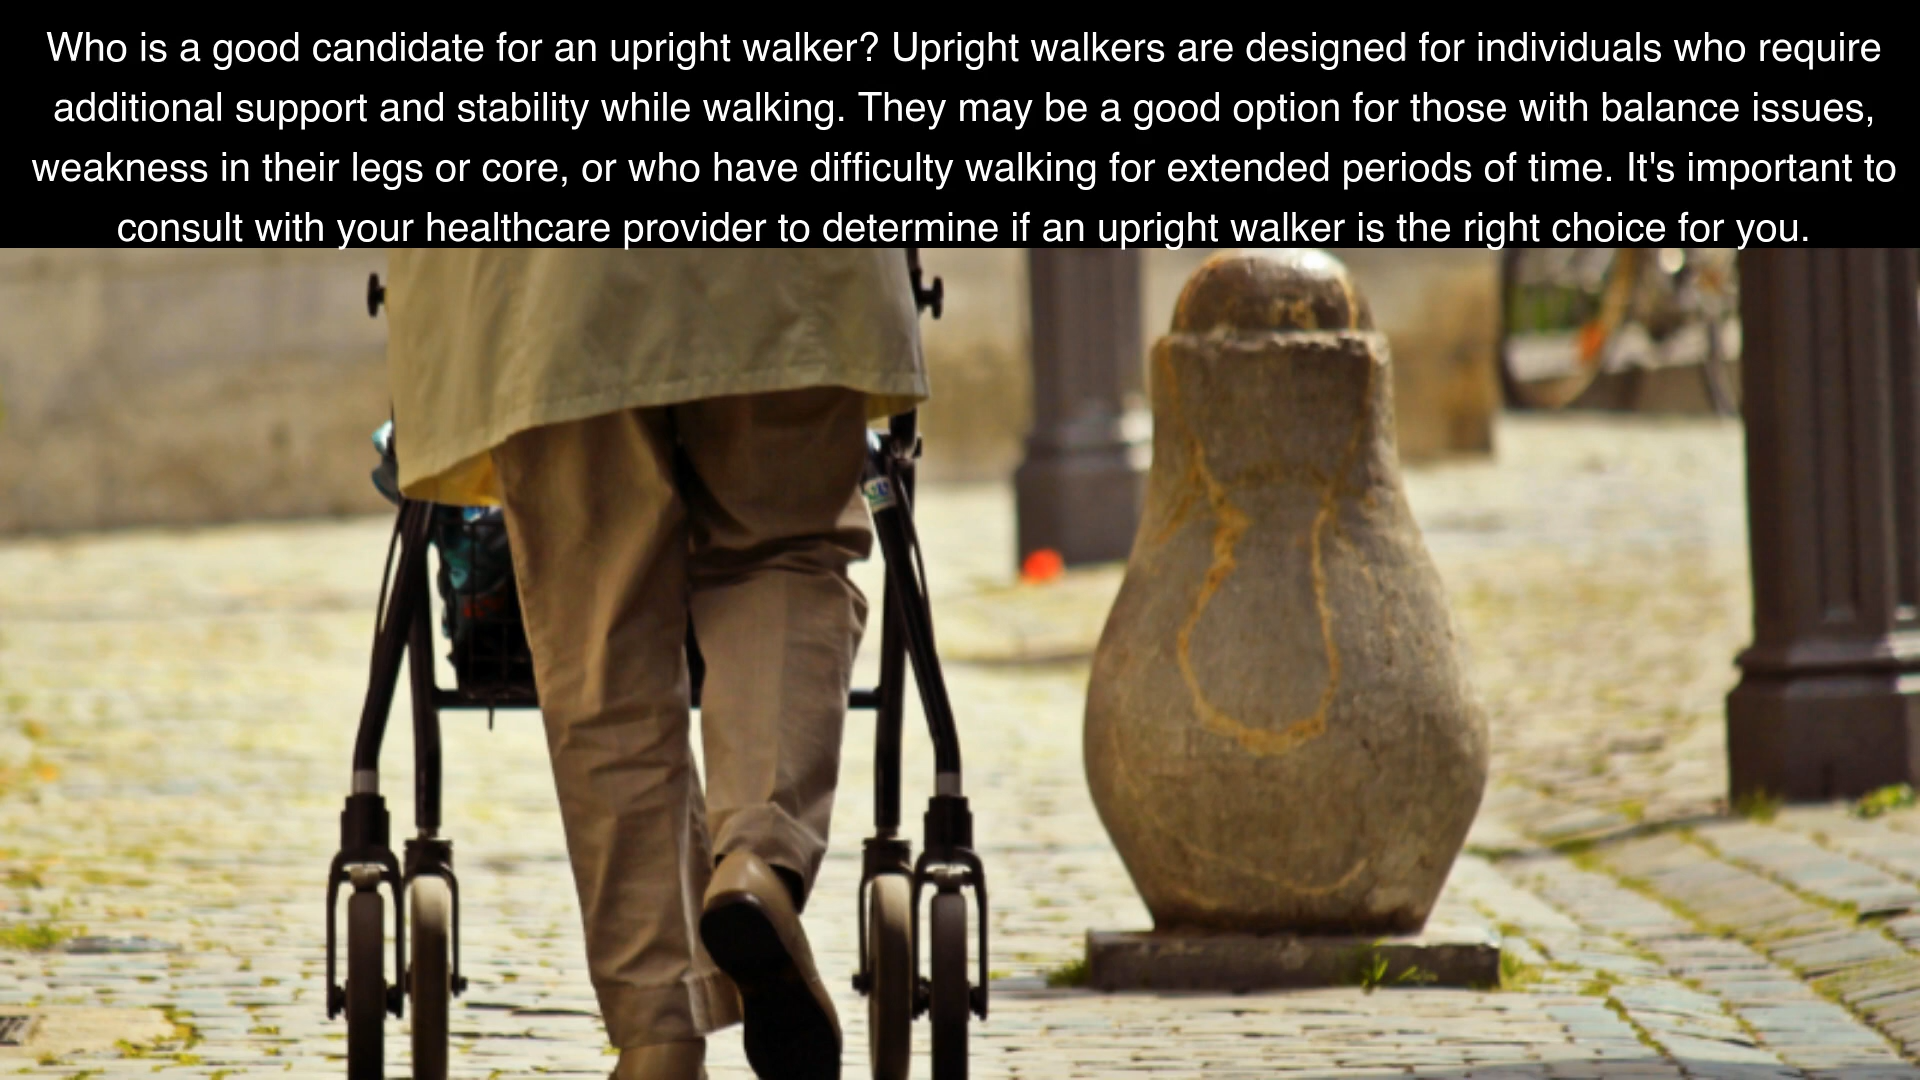 Who is a good candidate for an upright walker? Upright walkers are designed for individuals who require
additional support and stability while walking. They may be a good option for those with balance issues,
weakness in their legs or core, or who have difficulty walking for extended periods of time. It's important to
consult with your healthcare provider to determine if an upright walker is the right choice for you.